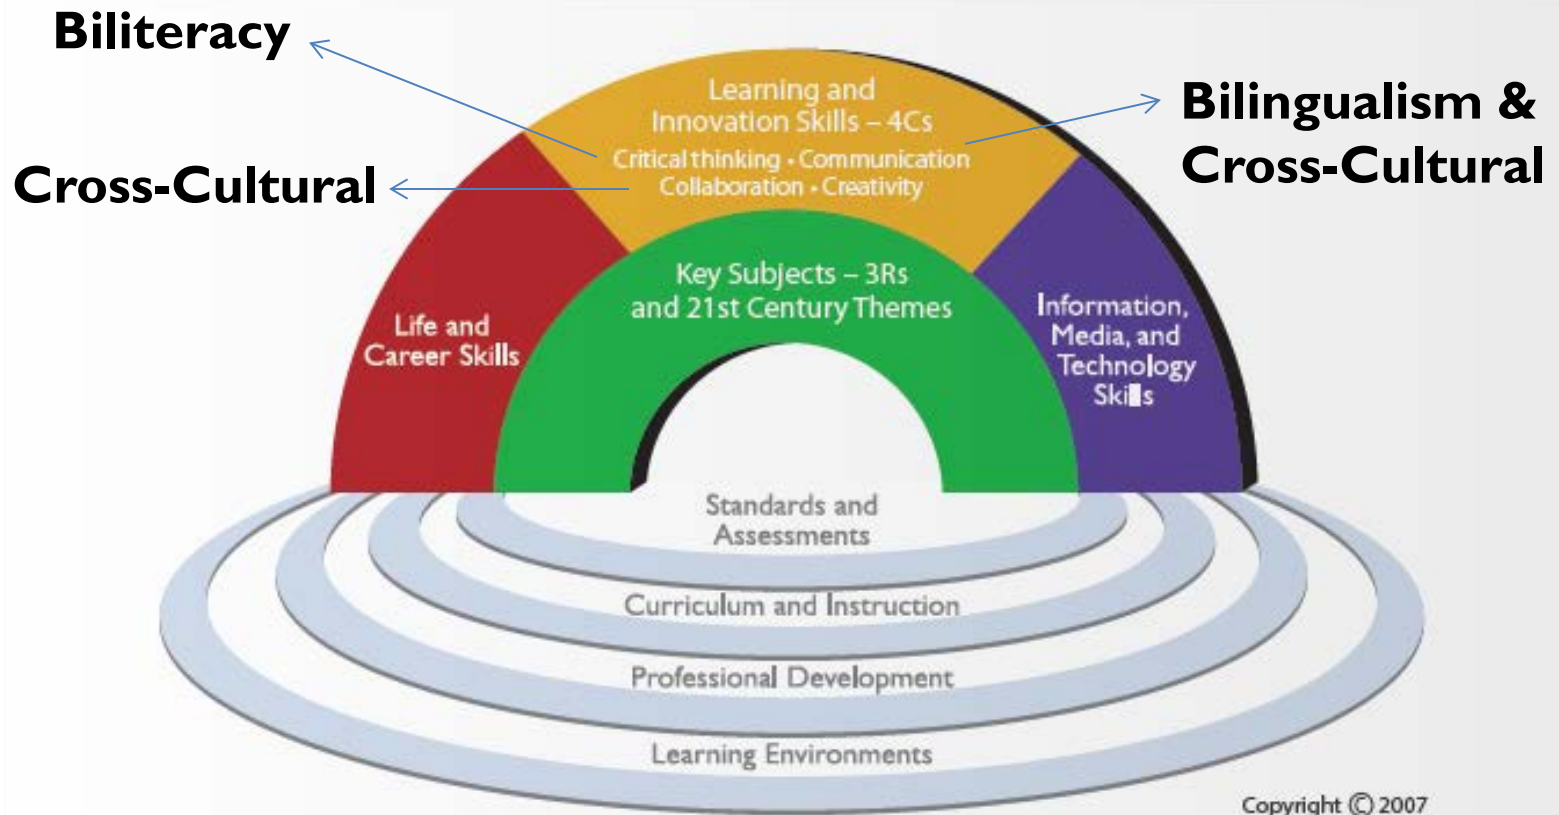 Biliteracy
Learning and
Innovation Skills – 4Cs
Critical thinking • Communication
Collaboration • Creativity
Bilingualism &
Cross-Cultural
Cross-Cultural
Key Subjects – 3Rs
and 21st Century Themes
Life and
Career Skills
Information,
Media, and
Technology
Skills
Standards and
Assessments
Curriculum and Instruction
Professional Development
Learning Environments
Copyright © 2007